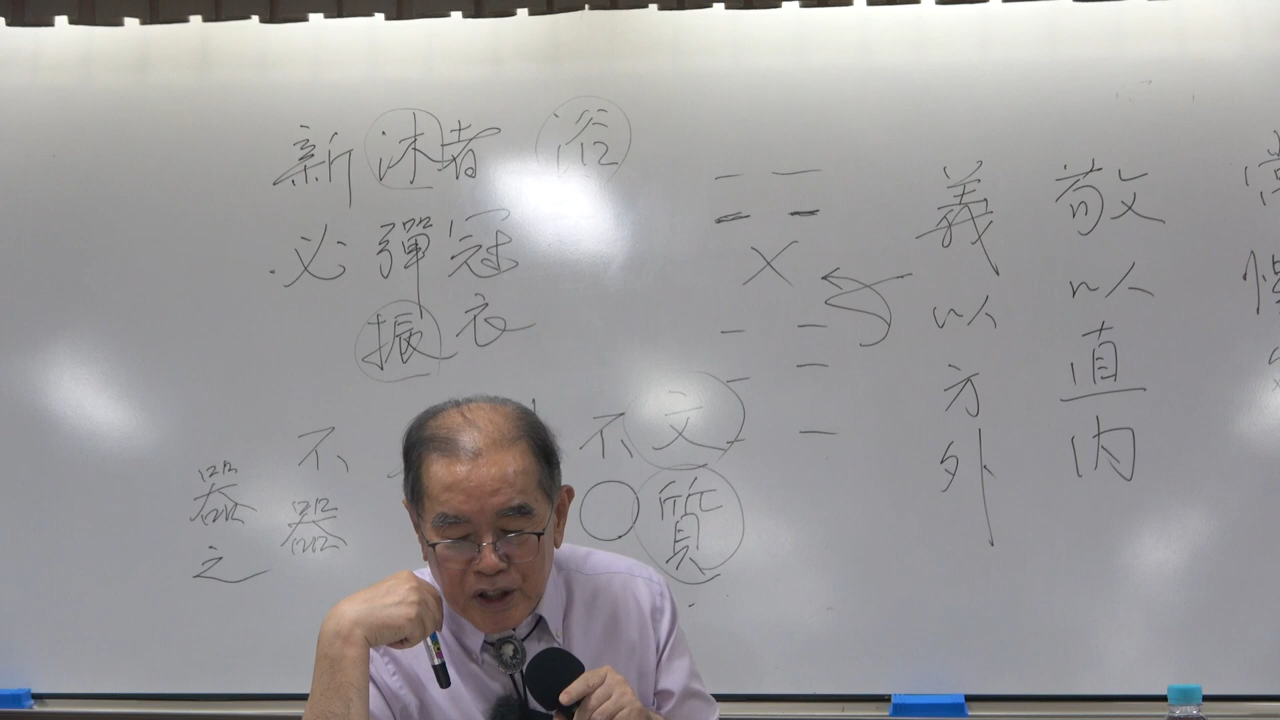 敬以直內
義以方外
文質
不
浴
新沐者
必彈冠
振衣
不器
器之